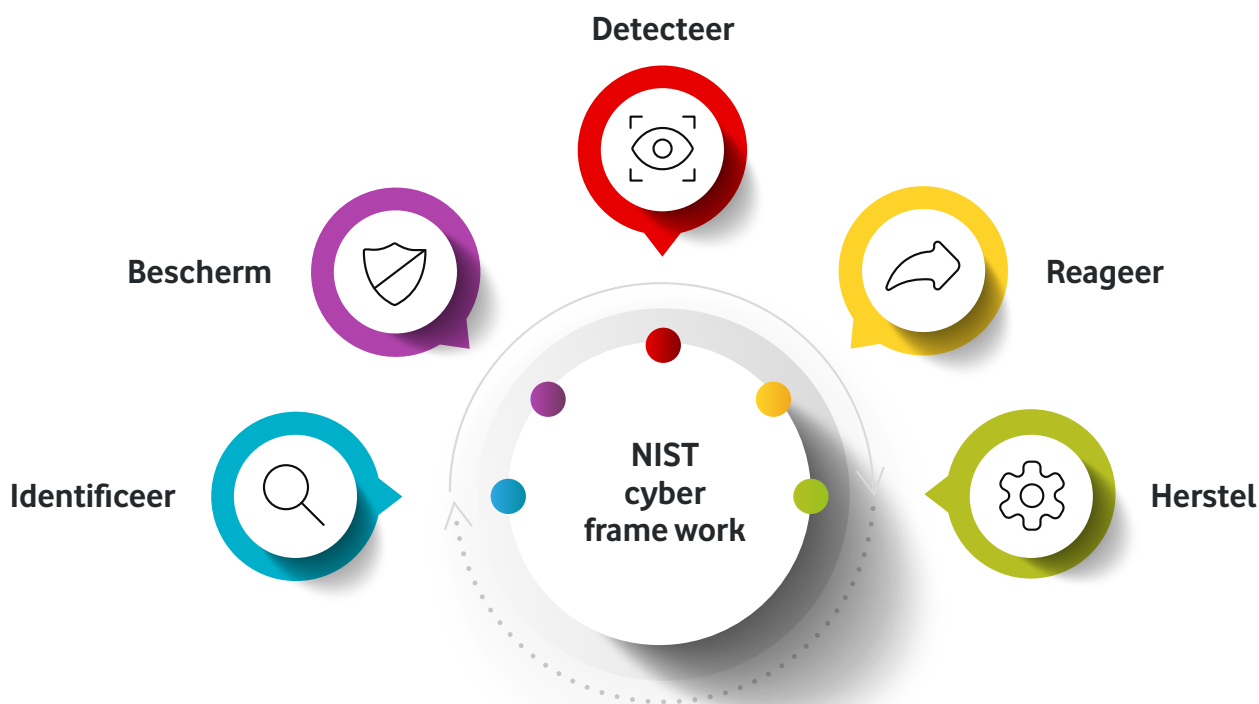 Detecteer
Bescherm
Reageer
Identificeer
NIST
cyber
frame work
Herstel